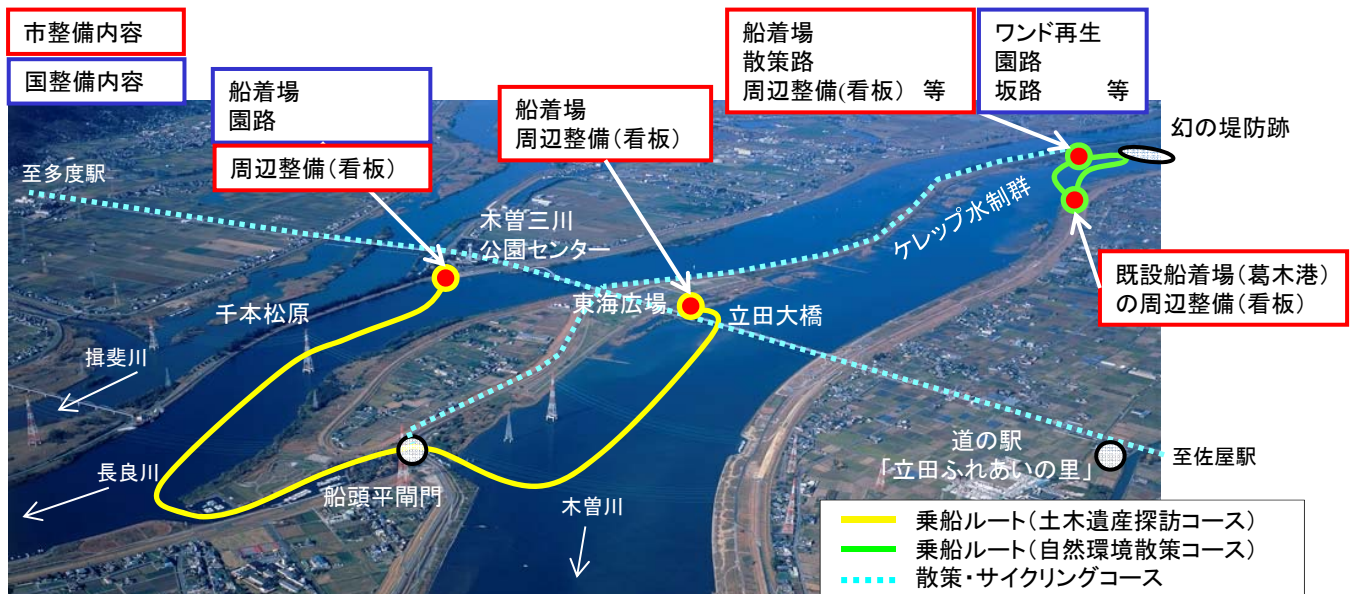 市整備内容
国整備内容
船着場
園路
周辺整備(看板)
船着場
周辺整備(看板)
船着場
散策路
周辺整備(看板) 等
ワンド再生
園路
坂路 等
幻の堤防跡
至多度駅
木曽三川
公園センター
ケレップ水制群
既設船着場(葛木港)
の周辺整備(看板)
千本松原
東海広場
立田大橋
揖斐川
長良川
船頭平閘門
木曽川
道の駅
「立田ふれあいの里」
至佐屋駅
乗船ルート(土木遺産探訪コース)
乗船ルート(自然環境散策コース)
散策・サイクリングコース